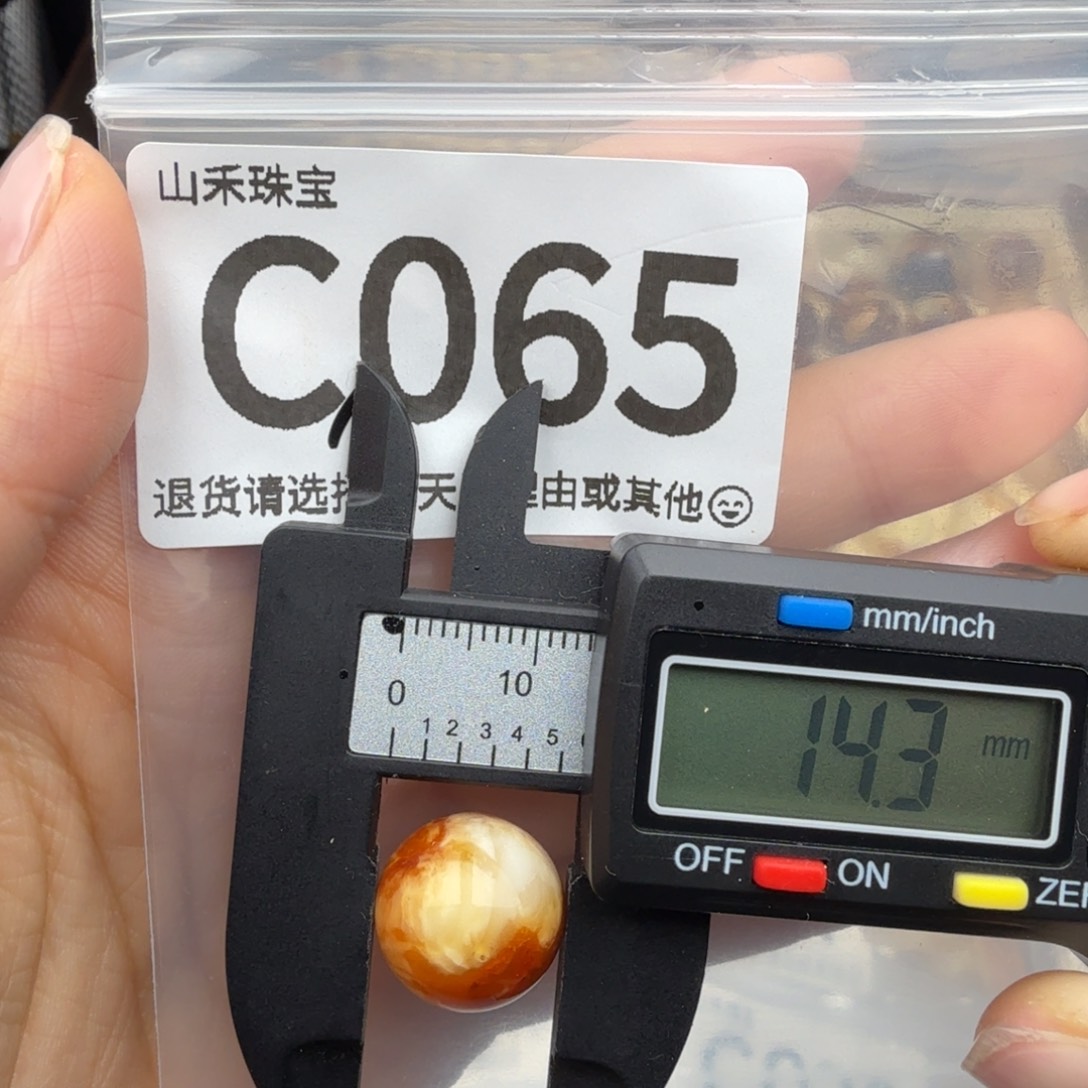 山禾珠宝
C065
退货请选 天 由或其他
mm/inch
0 10
1 2 3 4 5
14.3 mm
OFF ON